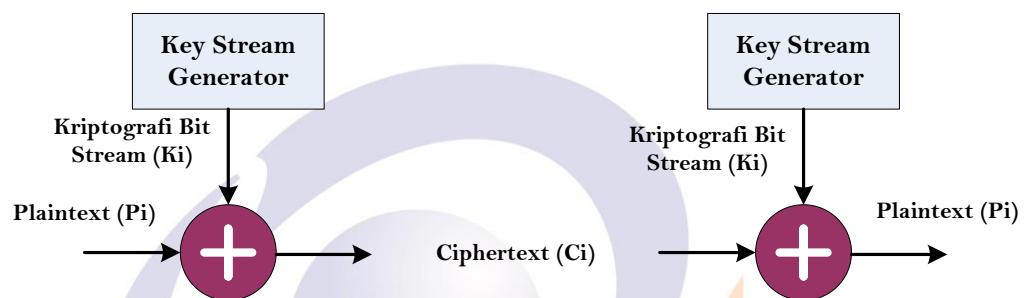 Key Stream
Generator
Kriptografi Bit
Stream (Ki)
Plaintext (Pi)
Ciphertext (Ci)
Key Stream
Generator
Kriptografi Bit
Stream (Ki)
Plaintext (Pi)